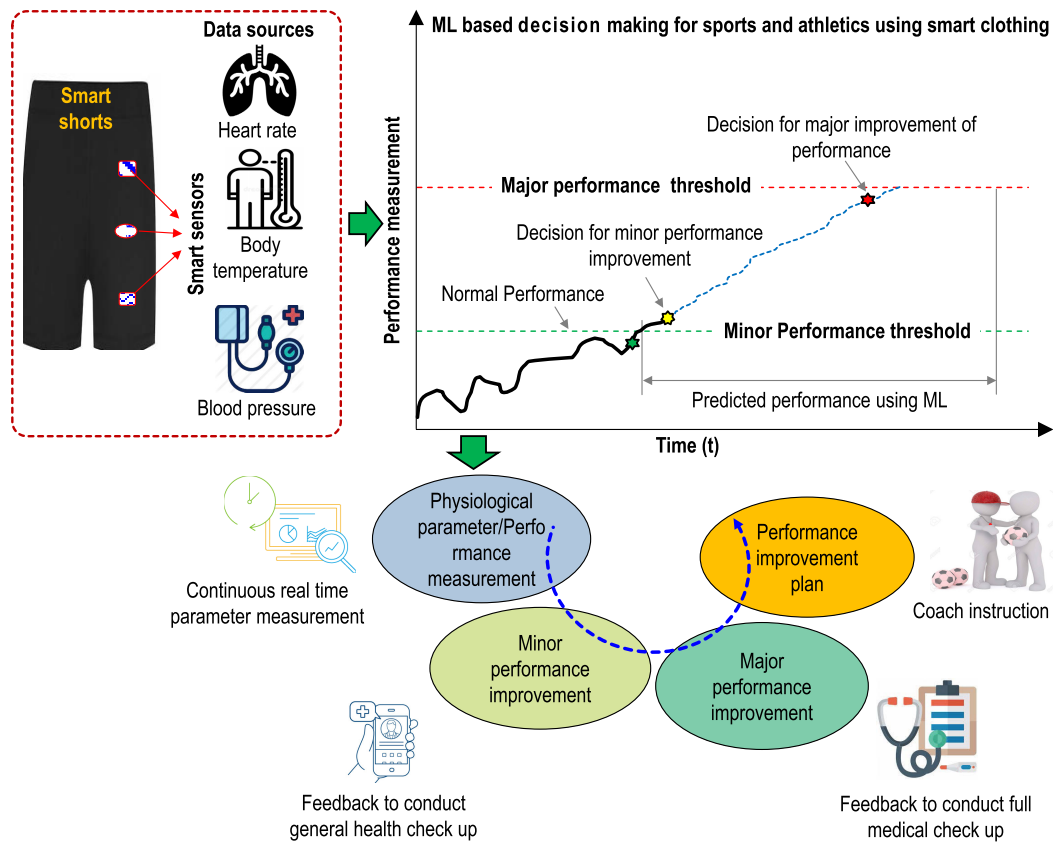 Data sources
Smart
shorts
Heart rate
Smart sensors
Body
temperature
Blood pressure
ML based decision making for sports and athletics using smart clothing
Performance measurement
Decision for major improvement of
performance
Major performance threshold
Decision for minor performance
improvement
Normal Performance
Minor Performance threshold
Predicted performance using ML
Time (t)
Physiological
parameter/Perfo
rmance
measurement
Performance
improvement
plan
Continuous real time
parameter measurement
Coach instruction
Minor
performance
improvement
Major
performance
improvement
Feedback to conduct
general health check up
Feedback to conduct full
medical check up